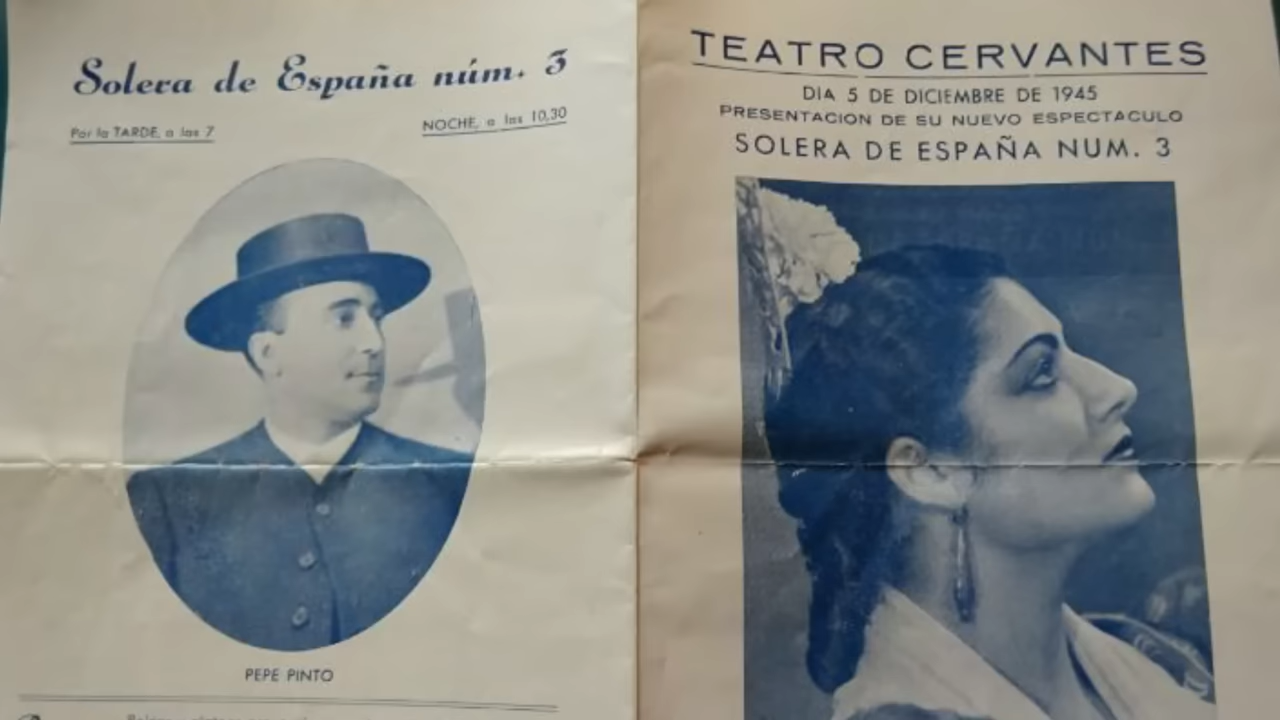 Solera de España núm. 3
Por la TARDE, a las 7
NOCHE, a las 10,30
PEPE PINTO
TEATRO CERVANTES
DIA 5 DE DICIEMBRE DE 1945
PRESENTACION DE SU NUEVO ESPECTACULO
SOLERA DE ESPAÑA NUM. 3